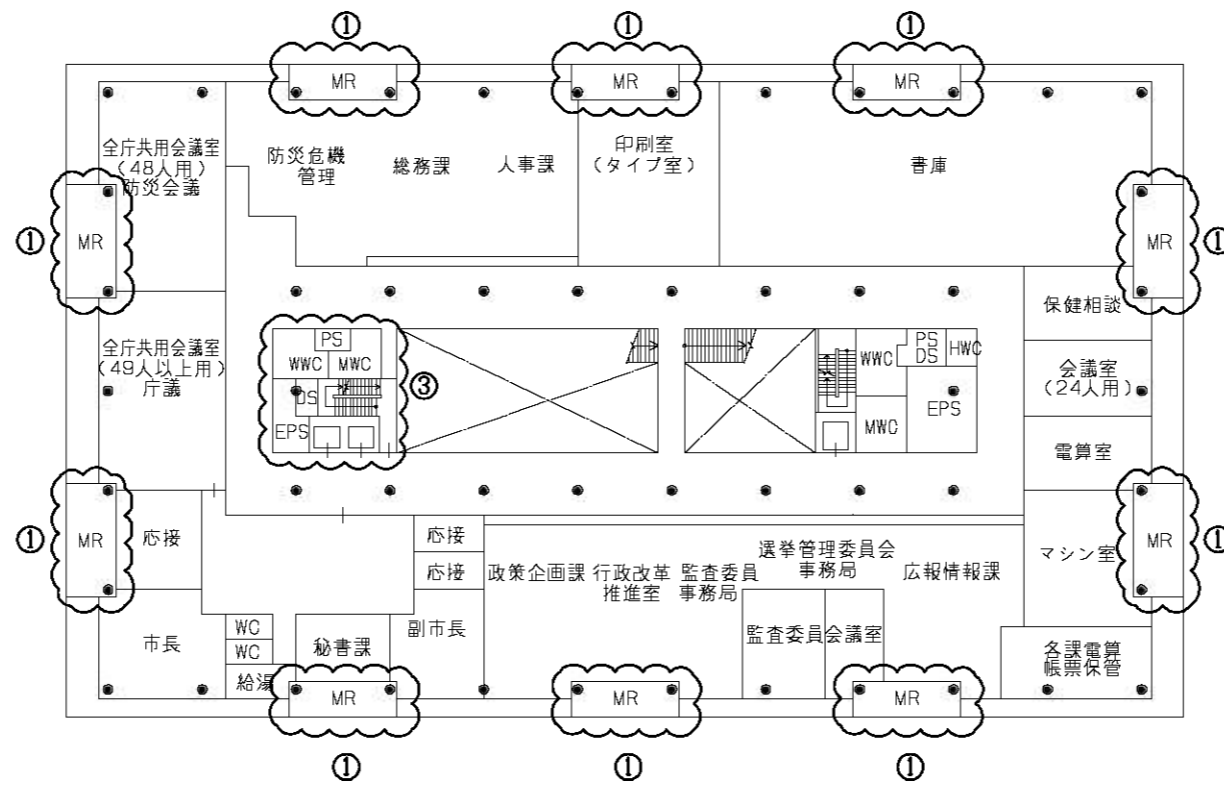 ① ① ①
MR MR MR
全庁共用会議室
(48人用)
防災会議
防災危機
管理
総務課
人事課
印刷室
(タイプ室)
書庫
① MR
MR ①
全庁共用会議室
(49人以上用)
庁議
PS
WWC MWC
DS
EPS
③
WWC
PS
DS
HWC
MWC
EPS
保健相談
会議室
(24人用)
電算室
① MR
応接
応接
応接
政策企画課
行政改革
推進室
監査委員
事務局
選挙管理委員会
事務局
広報情報課
マシン室
MR ①
市長
WC
WC
給湯
秘書課
副市長
監査委員
会議室
各課電算
帳票保管
MR MR MR
① ① ①